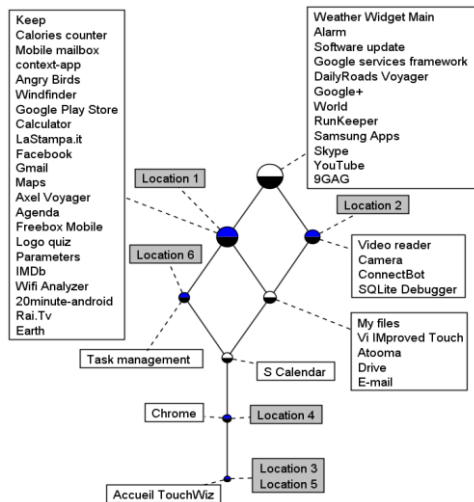 Keep
Calories counter
Mobile mailbox
context-app
Angry Birds
Windfinder
Google Play Store
Calculator
LaStampa.it
Facebook
Gmail
Maps
Axel Voyager
Agenda
Freebox Mobile
Logo quiz
Parameters
IMDb
Wifi Analyzer
20minute-android
Rai.Tv
Earth
Weather Widget Main
Alarm
Software update
Google services framework
DailyRoads Voyager
Google+
World
RunKeeper
Samsung Apps
Skype
YouTube
9GAG
Location 1
Location 2
Video reader
Camera
ConnectBot
SQLite Debugger
Location 6
My files
Vi IMproved Touch
Atooma
Drive
E-mail
Task management
S Calendar
Chrome
Location 4
Location 3
Location 5
Accueil TouchWiz